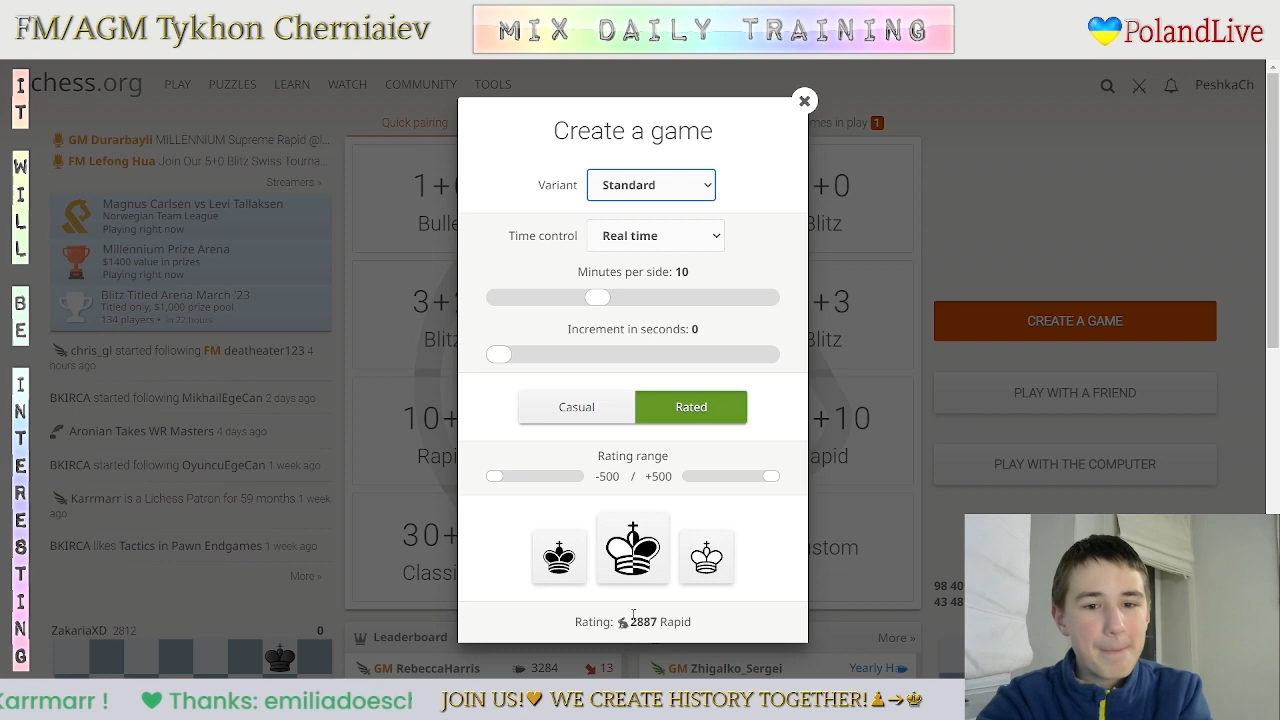 FM/AGM Tykhon Cherniaiev
MIX DAILY TRAINING
PolandLive
IT
WILL
BE
INTERESTING
chess.org
PLAY PUZZLES LEARN WATCH COMMUNITY TOOLS
PeshkaCh
GM Durarbayli MILLENNIUM Supreme Rapid @l...
FM Lefong Hua Join Our 5+0 Blitz Swiss Tourna...
Streamers »
Magnus Carlsen vs Levi Tallaksen
Norwegian Team League
Playing right now
Millennium Prize Arena
$1400 value in prizes
Playing right now
Blitz Titled Arena March '23
Titled only, $1,000 prize pool
134 players • in 22 hours
chris_gl started following FM deatheater123 4
hours ago
BKIRCA started following MikhailEgeCan 2 days ago
Aronian Takes WR Masters 4 days ago
BKIRCA started following OyuncuEgeCan 1 week ago
Karrmarr is a Lichess Patron for 59 months 1 week
ago
BKIRCA likes Tactics in Pawn Endgames 1 week ago
More »
ZakariaXD 2812 0
Quick pairing
mes in play 1
1+
Bulle
+0
Blitz
3+
Blitz
+3
Blitz
10+
Rap
+10
apid
30+
Classi
stom
Create a game
Variant Standard
Time control Real time
Minutes per side: 10
Increment in seconds: 0
Casual Rated
Rating range
-500 / +500
Rating: 2887 Rapid
CREATE A GAME
PLAY WITH A FRIEND
PLAY WITH THE COMPUTER
98 40
43 48
Leaderboard More »
GM RebeccaHarris 3284 13
GM Zhigalko_Sergei Yearly H
Karrmarr ! Thanks: emiliadoescl
JOIN US! WE CREATE HISTORY TOGETHER!